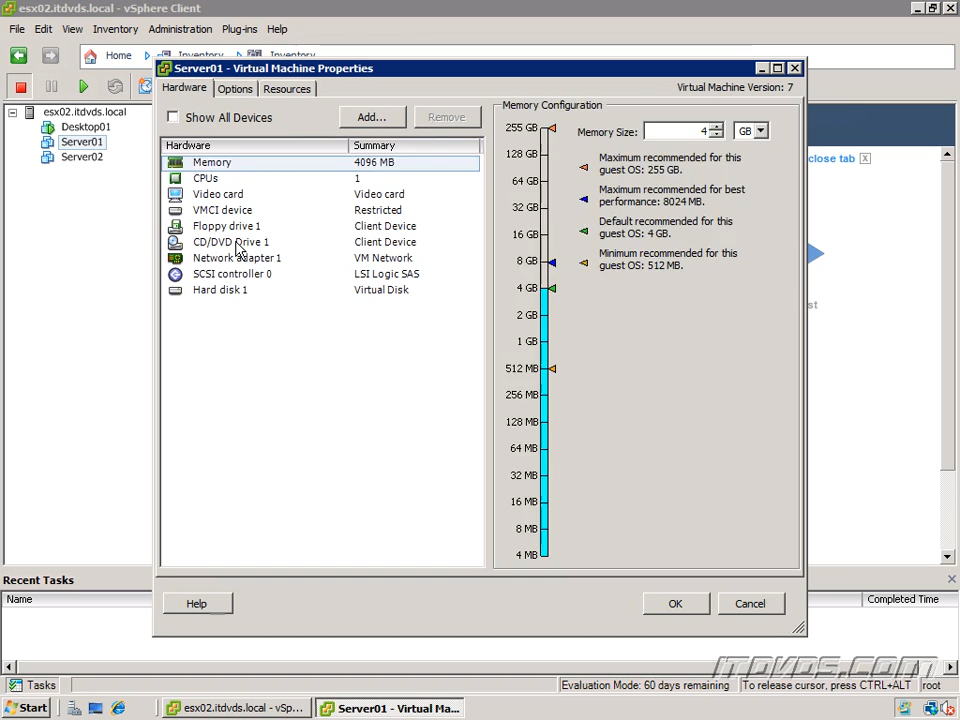 esx02.itdvds.local - vSphere Client
File Edit View Inventory Administration Plug-ins Help
Home Inventory Inventory
esx02.itdvds.local
Desktop01
Server01
Server02
close tab
Server01 - Virtual Machine Properties
Hardware Options Resources
Virtual Machine Version: 7
Show All Devices Add... Remove
Hardware Summary
Memory 4096 MB
CPUs 1
Video card Video card
VMCI device Restricted
Floppy drive 1 Client Device
CD/DVD Drive 1 Client Device
Network adapter 1 VM Network
SCSI controller 0 LSI Logic SAS
Hard disk 1 Virtual Disk
Memory Configuration
255 GB
128 GB
64 GB
32 GB
16 GB
8 GB
4 GB
2 GB
1 GB
512 MB
256 MB
128 MB
64 MB
32 MB
16 MB
8 MB
4 MB
Memory Size: 4 GB
Maximum recommended for this
guest OS: 255 GB.
Maximum recommended for best
performance: 8024 MB.
Default recommended for this
guest OS: 4 GB.
Minimum recommended for this
guest OS: 512 MB.
Help OK Cancel
Recent Tasks
Name Completed Time
ITDVDS.COM
Tasks Evaluation Mode: 60 days remaining To release cursor, press CTRL+ALT root
Start esx02.itdvds.local - vSp... Server01 - Virtual Ma...